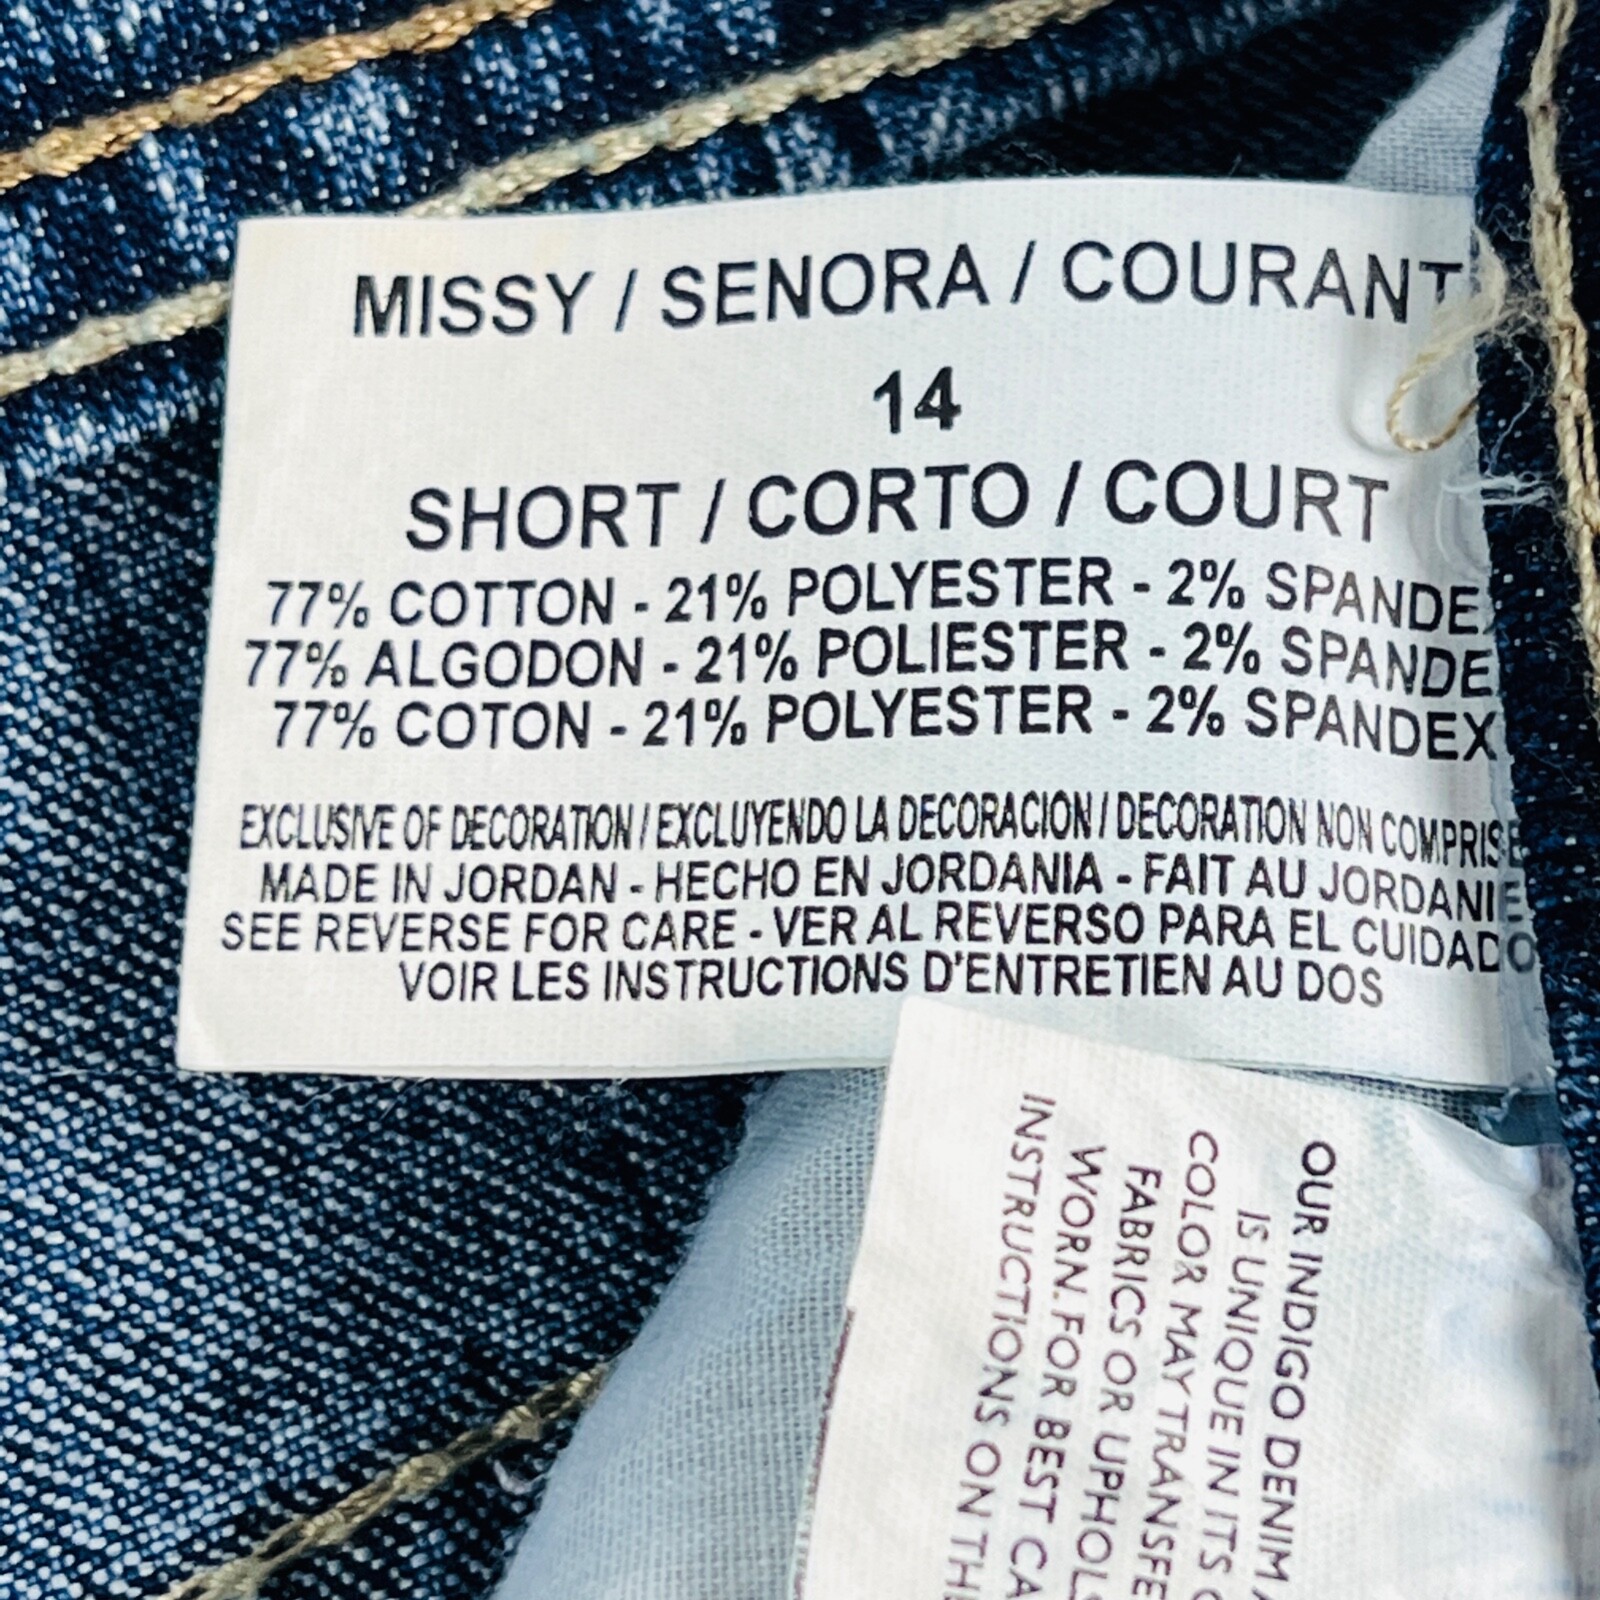 MISSY / SENORA / COURANT
14
SHORT / CORTO / COURT
77% COTTON - 21% POLYESTER - 2% SPANDEX
77% ALGODON - 21% POLIESTER - 2% SPANDE
77% COTON - 21% POLYESTER - 2% SPANDEX
EXCLUSIVE OF DECORATION / EXCLUYENDO LA DECORACION / DECORATION NON COMPRISE
MADE IN JORDAN - HECHO EN JORDANIA - FAIT AU JORDANIE
SEE REVERSE FOR CARE - VER AL REVERSO PARA EL CUIDADO
VOIR LES INSTRUCTIONS D'ENTRETIEN AU DOS
OUR INDIGO DENIM
IS UNIQUE IN ITS
COLOR MAY TRANSFE
FABRICS OR UPHOLS
WORN. FOR BEST CA
INSTRUCTIONS ON TH